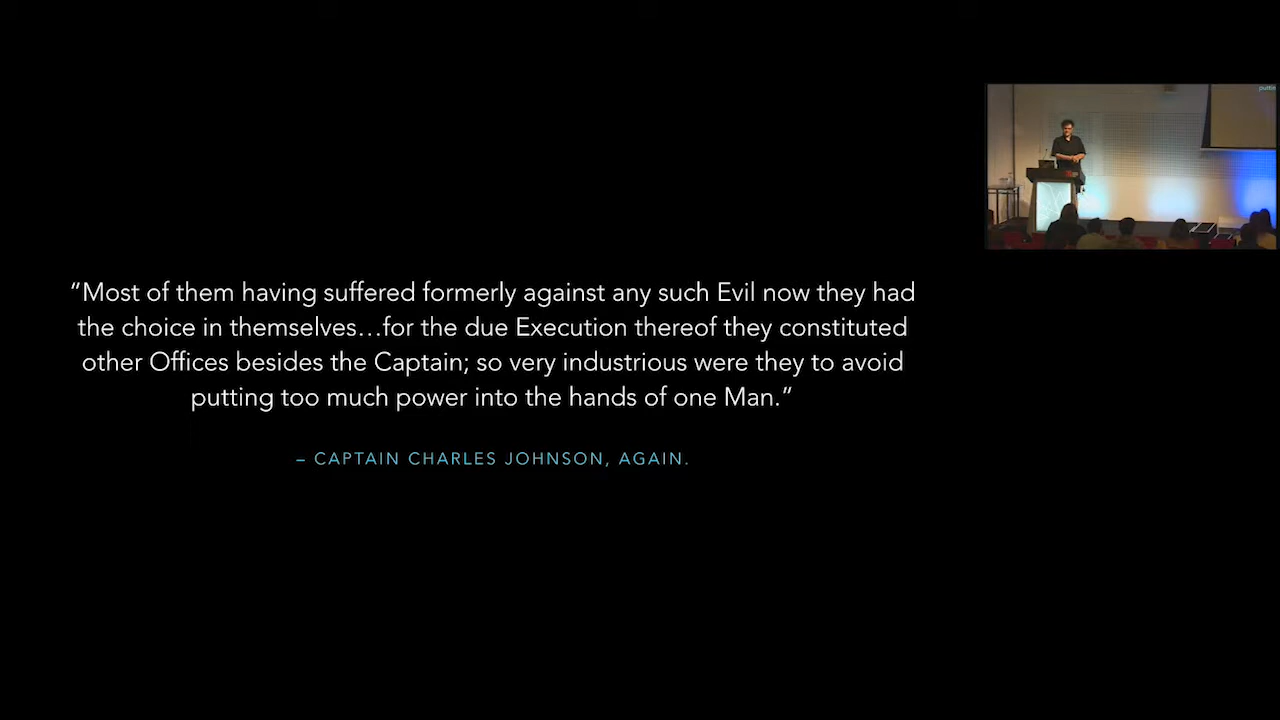 “Most of them having suffered formerly against any such Evil now they had
the choice in themselves…for the due Execution thereof they constituted
other Offices besides the Captain; so very industrious were they to avoid
putting too much power into the hands of one Man.”
– CAPTAIN CHARLES JOHNSON, AGAIN.